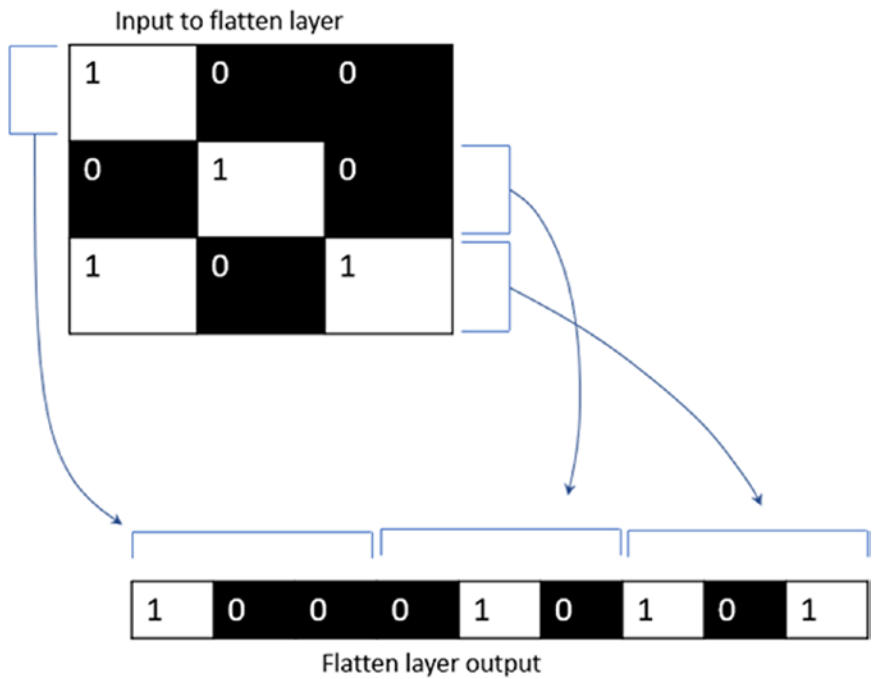 Input to flatten layer
1 0 0
0 1 0
1 0 1
1 0 0 0 1 0 1 0 1
Flatten layer output